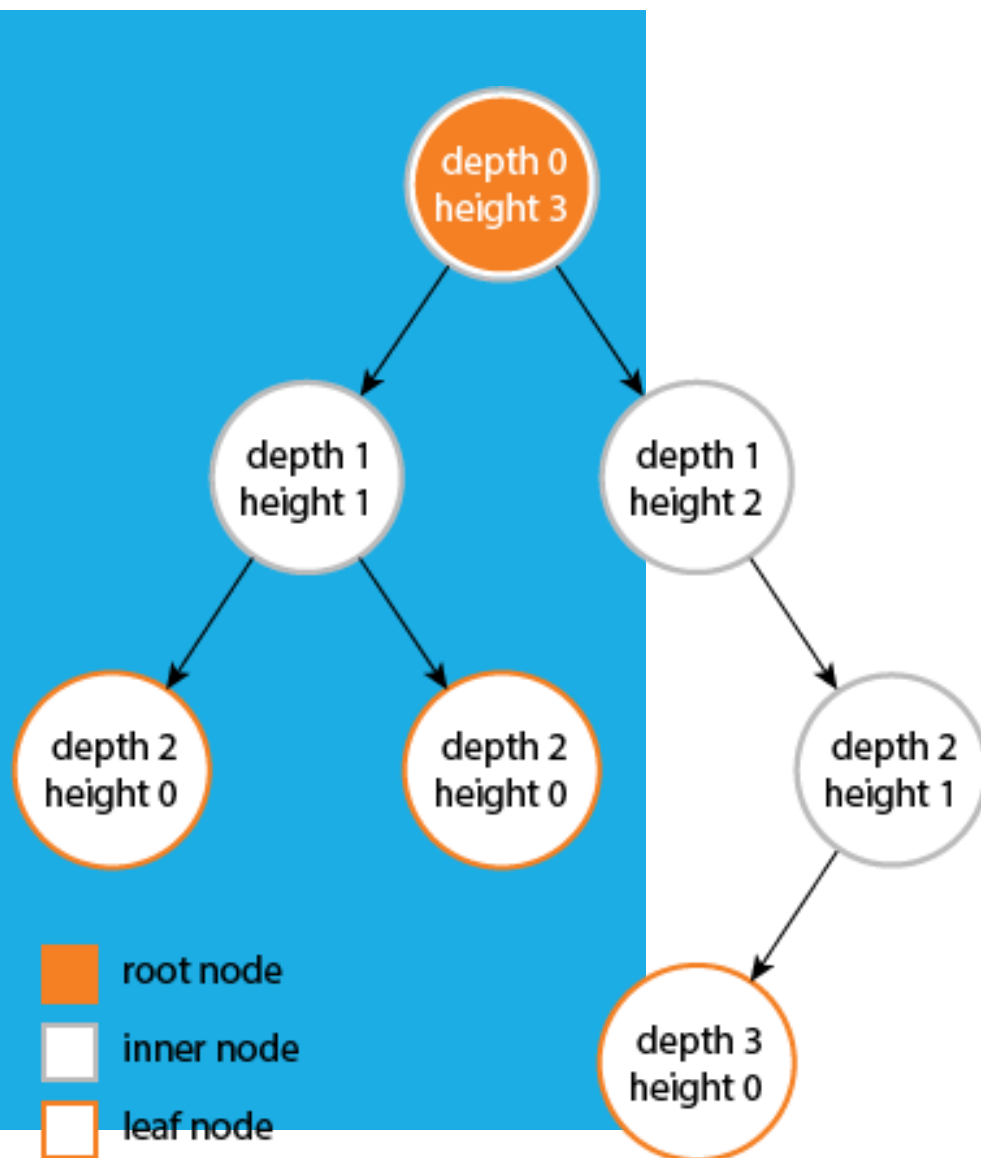 depth 0
height 3
depth 1
height 1
depth 1
height 2
depth 2
height 0
depth 2
height 0
depth 2
height 1
depth 3
height 0
root node
inner node
leaf node